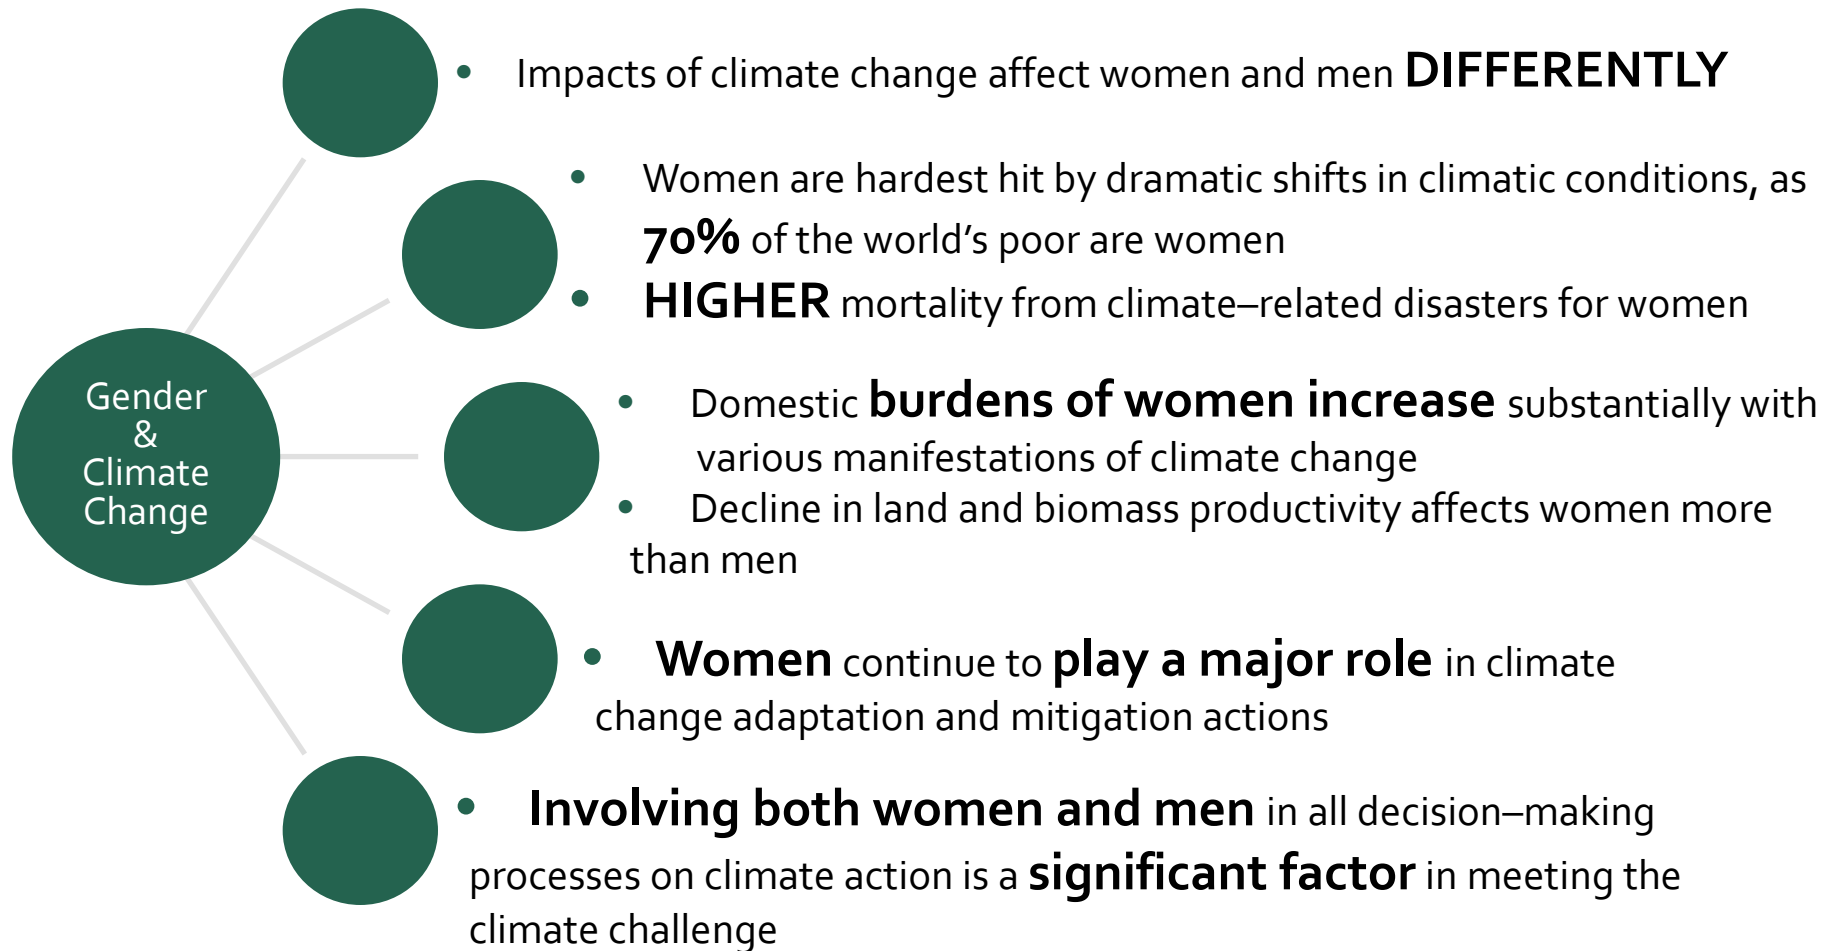 Gender
&
Climate
Change
• Impacts of climate change affect women and men DIFFERENTLY
• Women are hardest hit by dramatic shifts in climatic conditions, as
70% of the world’s poor are women
• HIGHER mortality from climate–related disasters for women
• Domestic burdens of women increase substantially with
various manifestations of climate change
• Decline in land and biomass productivity affects women more
than men
• Women continue to play a major role in climate
change adaptation and mitigation actions
• Involving both women and men in all decision–making
processes on climate action is a significant factor in meeting the
climate challenge